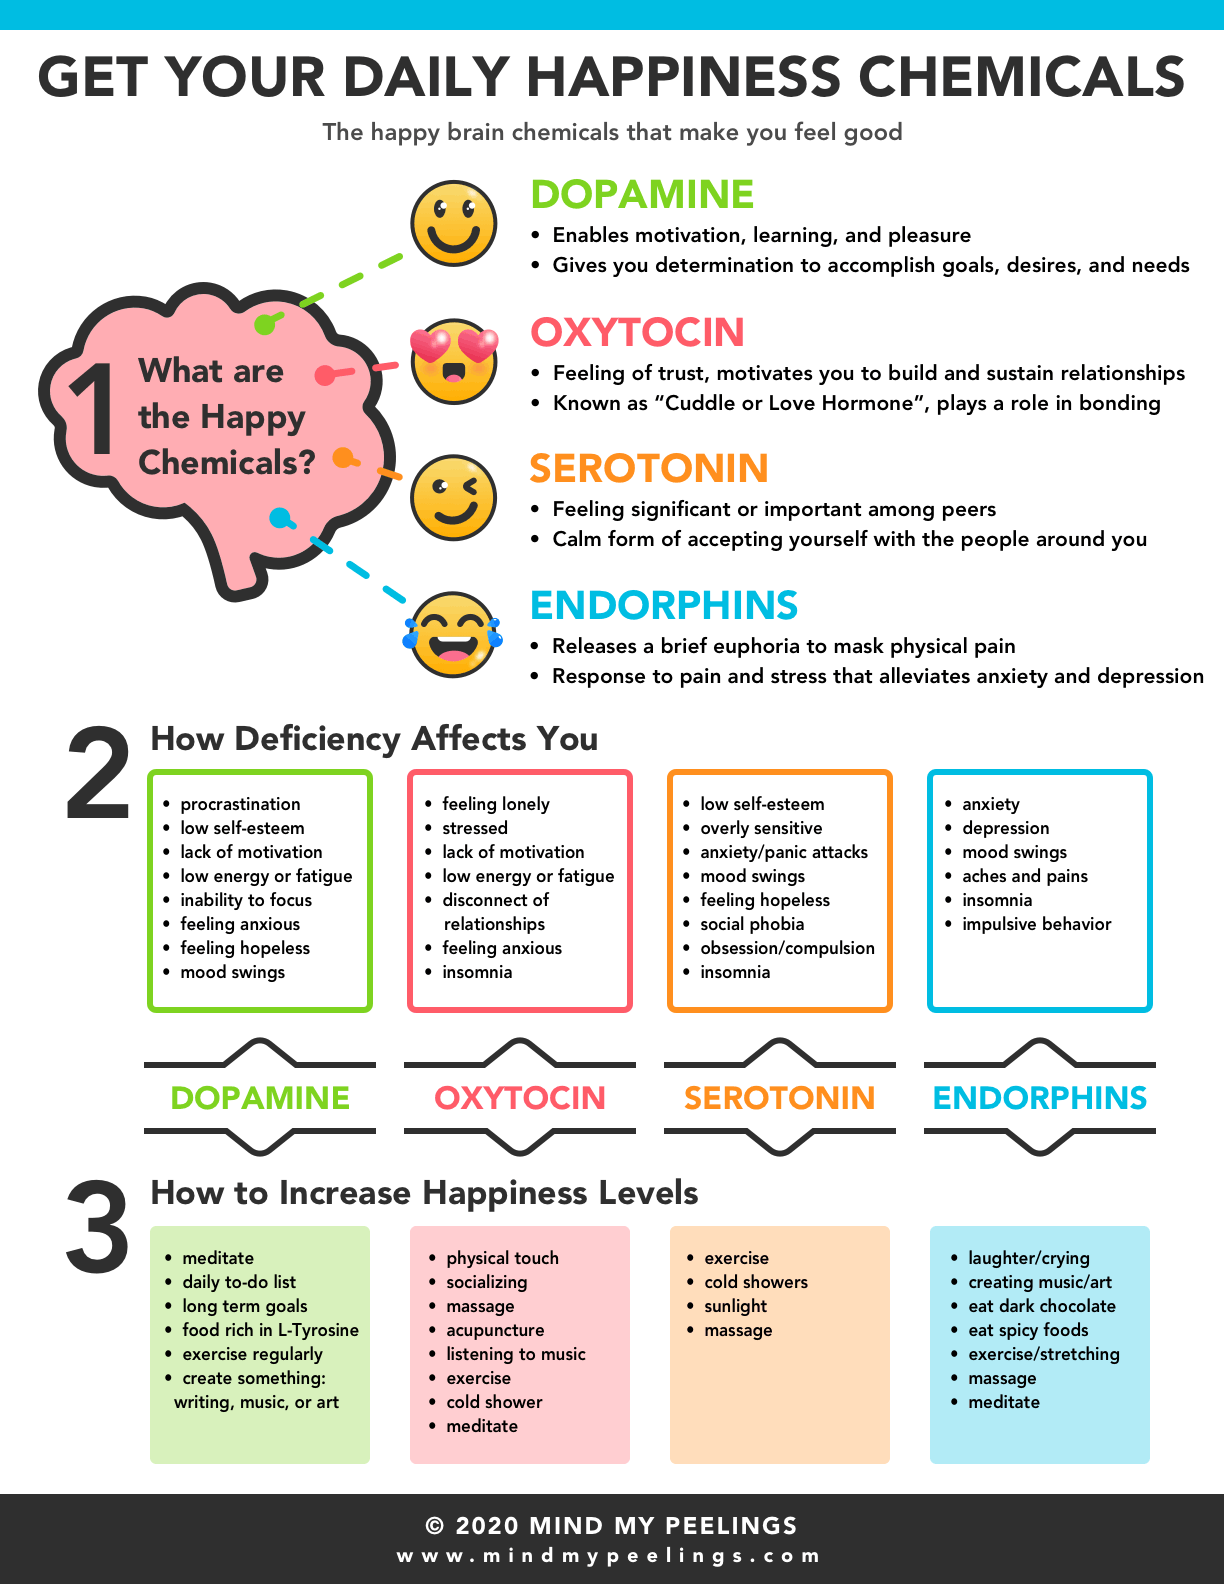 GET YOUR DAILY HAPPINESS CHEMICALS
The happy brain chemicals that make you feel good
1
What are
the Happy
Chemicals?
DOPAMINE
• Enables motivation, learning, and pleasure
• Gives you determination to accomplish goals, desires, and needs
OXYTOCIN
• Feeling of trust, motivates you to build and sustain relationships
• Known as “Cuddle or Love Hormone”, plays a role in bonding
SEROTONIN
• Feeling significant or important among peers
• Calm form of accepting yourself with the people around you
ENDORPHINS
• Releases a brief euphoria to mask physical pain
• Response to pain and stress that alleviates anxiety and depression
2
How Deficiency Affects You
• procrastination
• low self-esteem
• lack of motivation
• low energy or fatigue
• inability to focus
• feeling anxious
• feeling hopeless
• mood swings
• feeling lonely
• stressed
• lack of motivation
• low energy or fatigue
• disconnect of
relationships
• feeling anxious
• insomnia
• low self-esteem
• overly sensitive
• anxiety/panic attacks
• mood swings
• feeling hopeless
• social phobia
• obsession/compulsion
• insomnia
• anxiety
• depression
• mood swings
• aches and pains
• insomnia
• impulsive behavior
DOPAMINE
OXYTOCIN
SEROTONIN
ENDORPHINS
3
How to Increase Happiness Levels
• meditate
• daily to-do list
• long term goals
• food rich in L-Tyrosine
• exercise regularly
• create something:
writing, music, or art
• physical touch
• socializing
• massage
• acupuncture
• listening to music
• exercise
• cold shower
• meditate
• exercise
• cold showers
• sunlight
• massage
• laughter/crying
• creating music/art
• eat dark chocolate
• eat spicy foods
• exercise/stretching
• massage
• meditate
© 2020 MIND MY PEELINGS
www.mindmypeelings.com